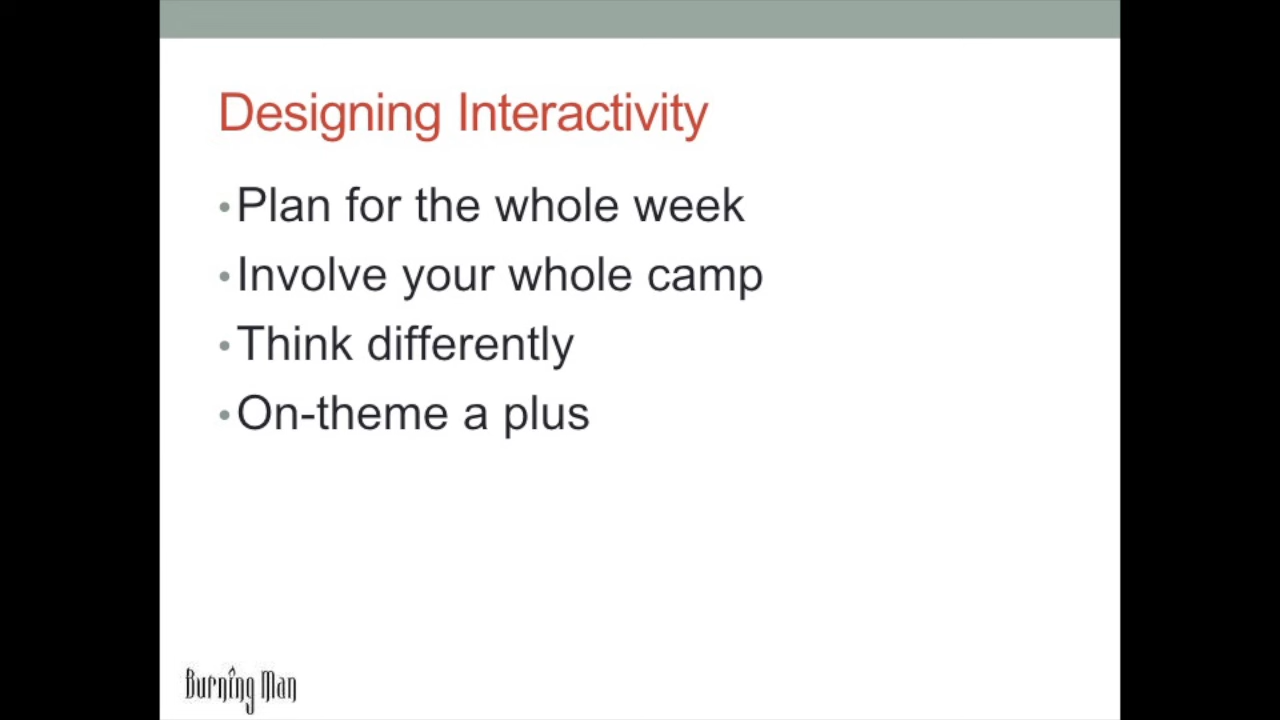 Designing Interactivity
•Plan for the whole week
•Involve your whole camp
•Think differently
•On-theme a plus
Burning Man